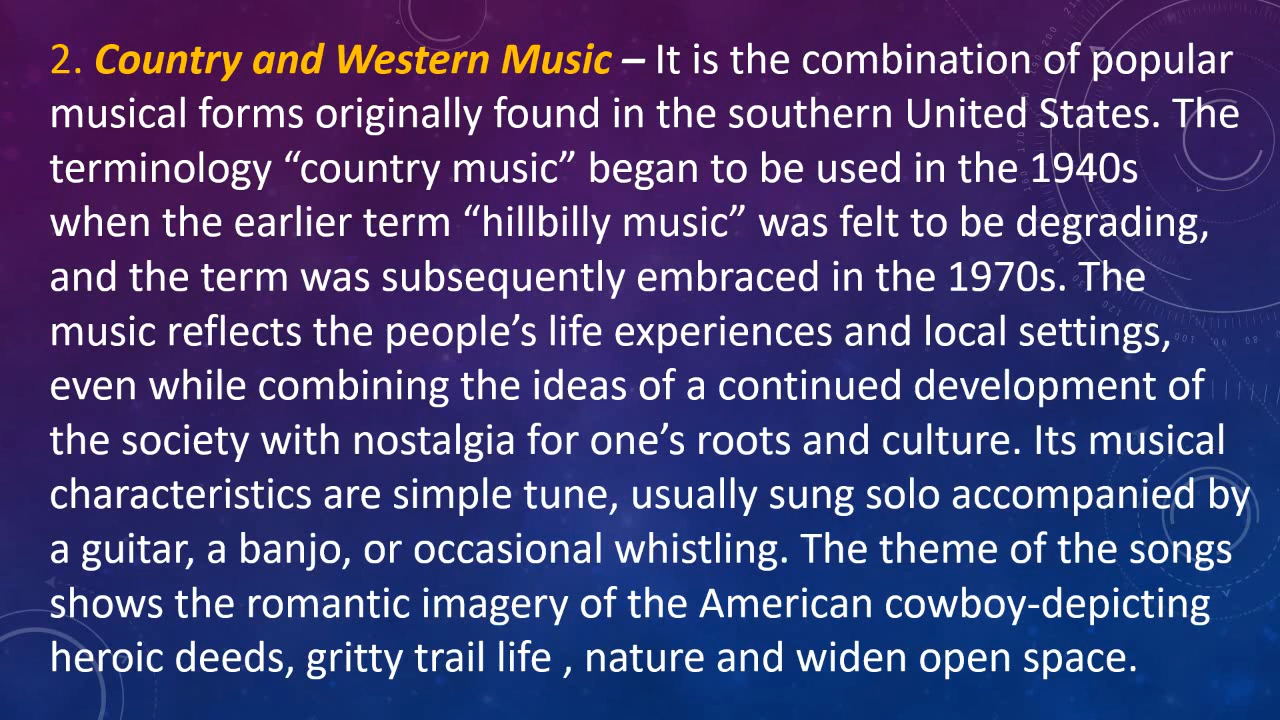 2. Country and Western Music – It is the combination of popular
musical forms originally found in the southern United States. The
terminology “country music” began to be used in the 1940s
when the earlier term “hillbilly music” was felt to be degrading,
and the term was subsequently embraced in the 1970s. The
music reflects the people’s life experiences and local settings,
even while combining the ideas of a continued development of
the society with nostalgia for one’s roots and culture. Its musical
characteristics are simple tune, usually sung solo accompanied by
a guitar, a banjo, or occasional whistling. The theme of the songs
shows the romantic imagery of the American cowboy-depicting
heroic deeds, gritty trail life , nature and widen open space.